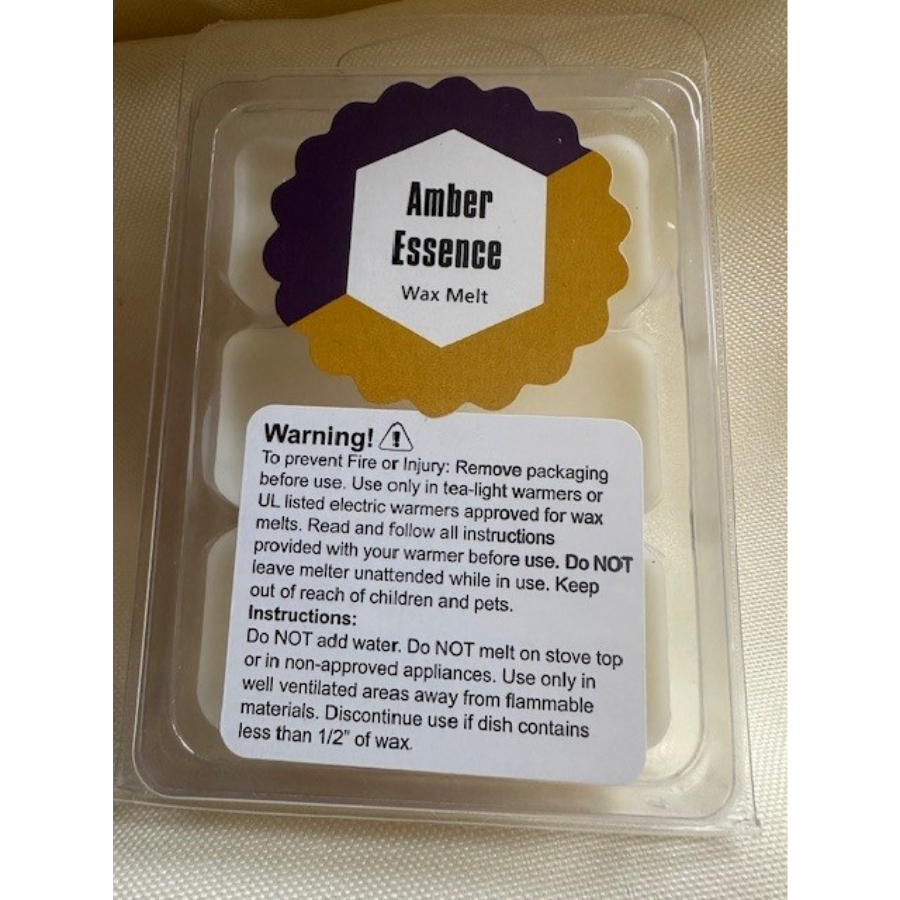 Amber
Essence
Wax Melt
Warning!
To prevent Fire or Injury: Remove packaging
before use. Use only in tea-light warmers or
UL listed electric warmers approved for wax
melts. Read and follow all instructions
provided with your warmer before use. Do NOT
leave melter unattended while in use. Keep
out of reach of children and pets.
Instructions:
Do NOT add water. Do NOT melt on stove top
or in non-approved appliances. Use only in
well ventilated areas away from flammable
materials. Discontinue use if dish contains
less than 1/2" of wax.